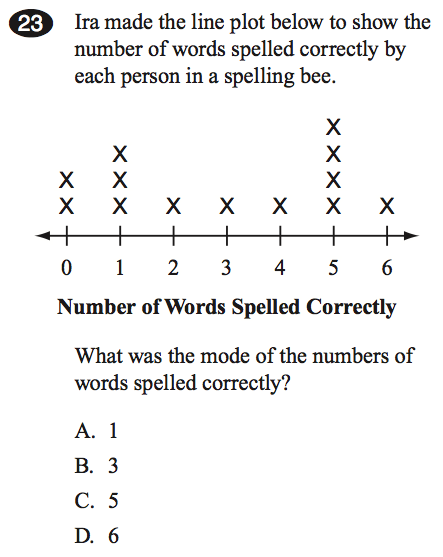 23 Ira made the line plot below to show the
number of words spelled correctly by
each person in a spelling bee.
X
X X
X X X
X X X X X X X
0 1 2 3 4 5 6
Number of Words Spelled Correctly
What was the mode of the numbers of
words spelled correctly?
A. 1
B. 3
C. 5
D. 6